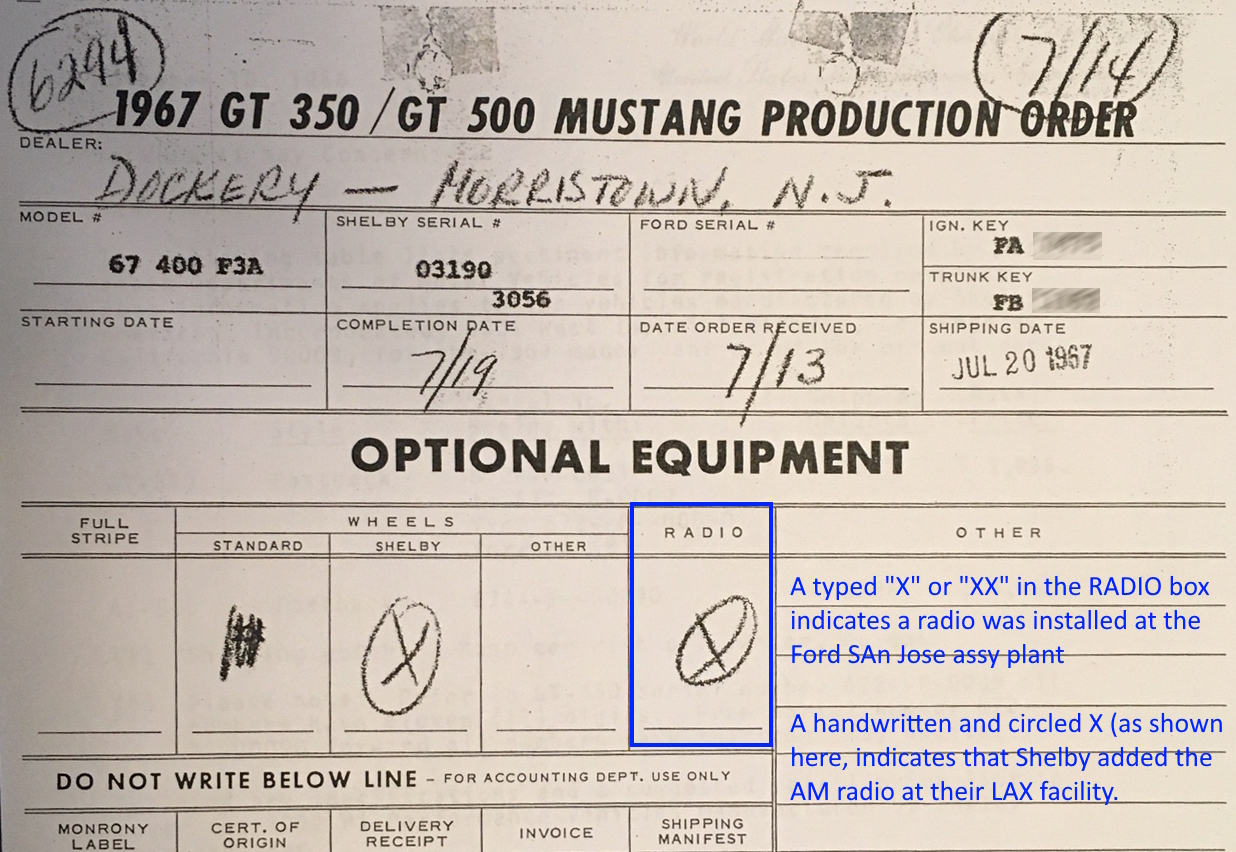 6294
7/14
1967 GT 350 / GT 500 MUSTANG PRODUCTION ORDER
DEALER:
DOCKERY — MORRISTOWN, N.J.
MODEL #
67 400 F3A
SHELBY SERIAL #
03190
3056
FORD SERIAL #
IGN. KEY
FA
TRUNK KEY
FB
STARTING DATE
COMPLETION DATE
7/19
DATE ORDER RECEIVED
7/13
SHIPPING DATE
JUL 20 1967
OPTIONAL EQUIPMENT
FULL
STRIPE
WHEELS
STANDARD
SHELBY
OTHER
RADIO
OTHER
X
X
A typed "X" or "XX" in the RADIO box
indicates a radio was installed at the
Ford SAn Jose assy plant
A handwritten and circled X (as shown
here, indicates that Shelby added the
AM radio at their LAX facility.
DO NOT WRITE BELOW LINE – FOR ACCOUNTING DEPT. USE ONLY
MONRONY
LABEL
CERT. OF
ORIGIN
DELIVERY
RECEIPT
INVOICE
SHIPPING
MANIFEST